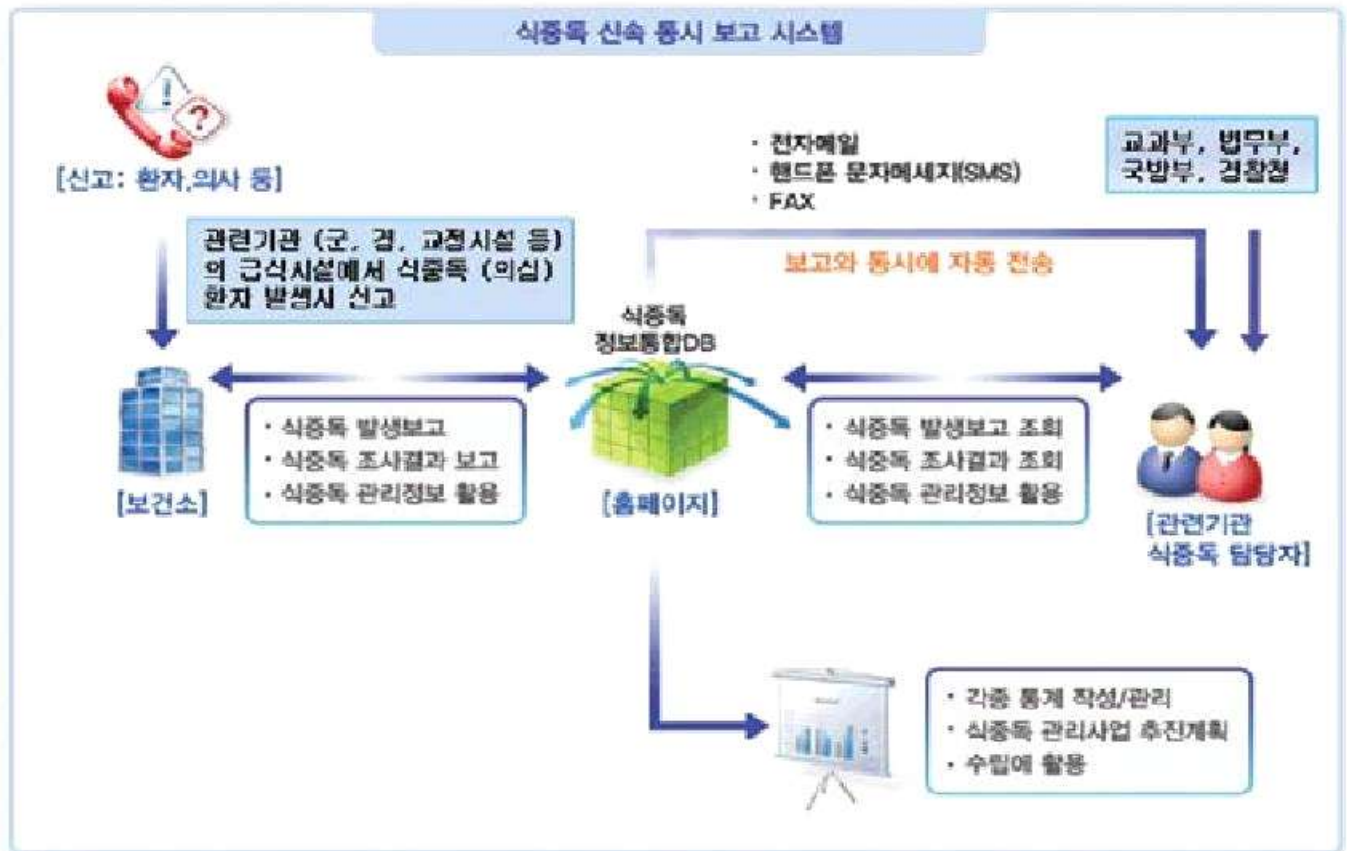 식중독 신속 동시 보고 시스템
[신고: 환자,의사 등]
관련기관 (군, 경, 교정시설 등)
의 급식시설에서 식중독 (의심)
환자 발생시 신고
· 전자메일
· 핸드폰 문자메세지(SMS)
· FAX
교과부, 법무부,
국방부, 경찰청
보고와 동시에 자동 전송
식중독
정보통합DB
· 식중독 발생보고
· 식중독 조사결과 보고
· 식중독 관리정보 활용
[보건소]
[홈페이지]
· 식중독 발생보고 조회
· 식중독 조사결과 조회
· 식중독 관리정보 활용
[관련기관
식중독 담당자]
· 각종 통계 작성/관리
· 식중독 관리사업 추진계획
· 수립에 활용